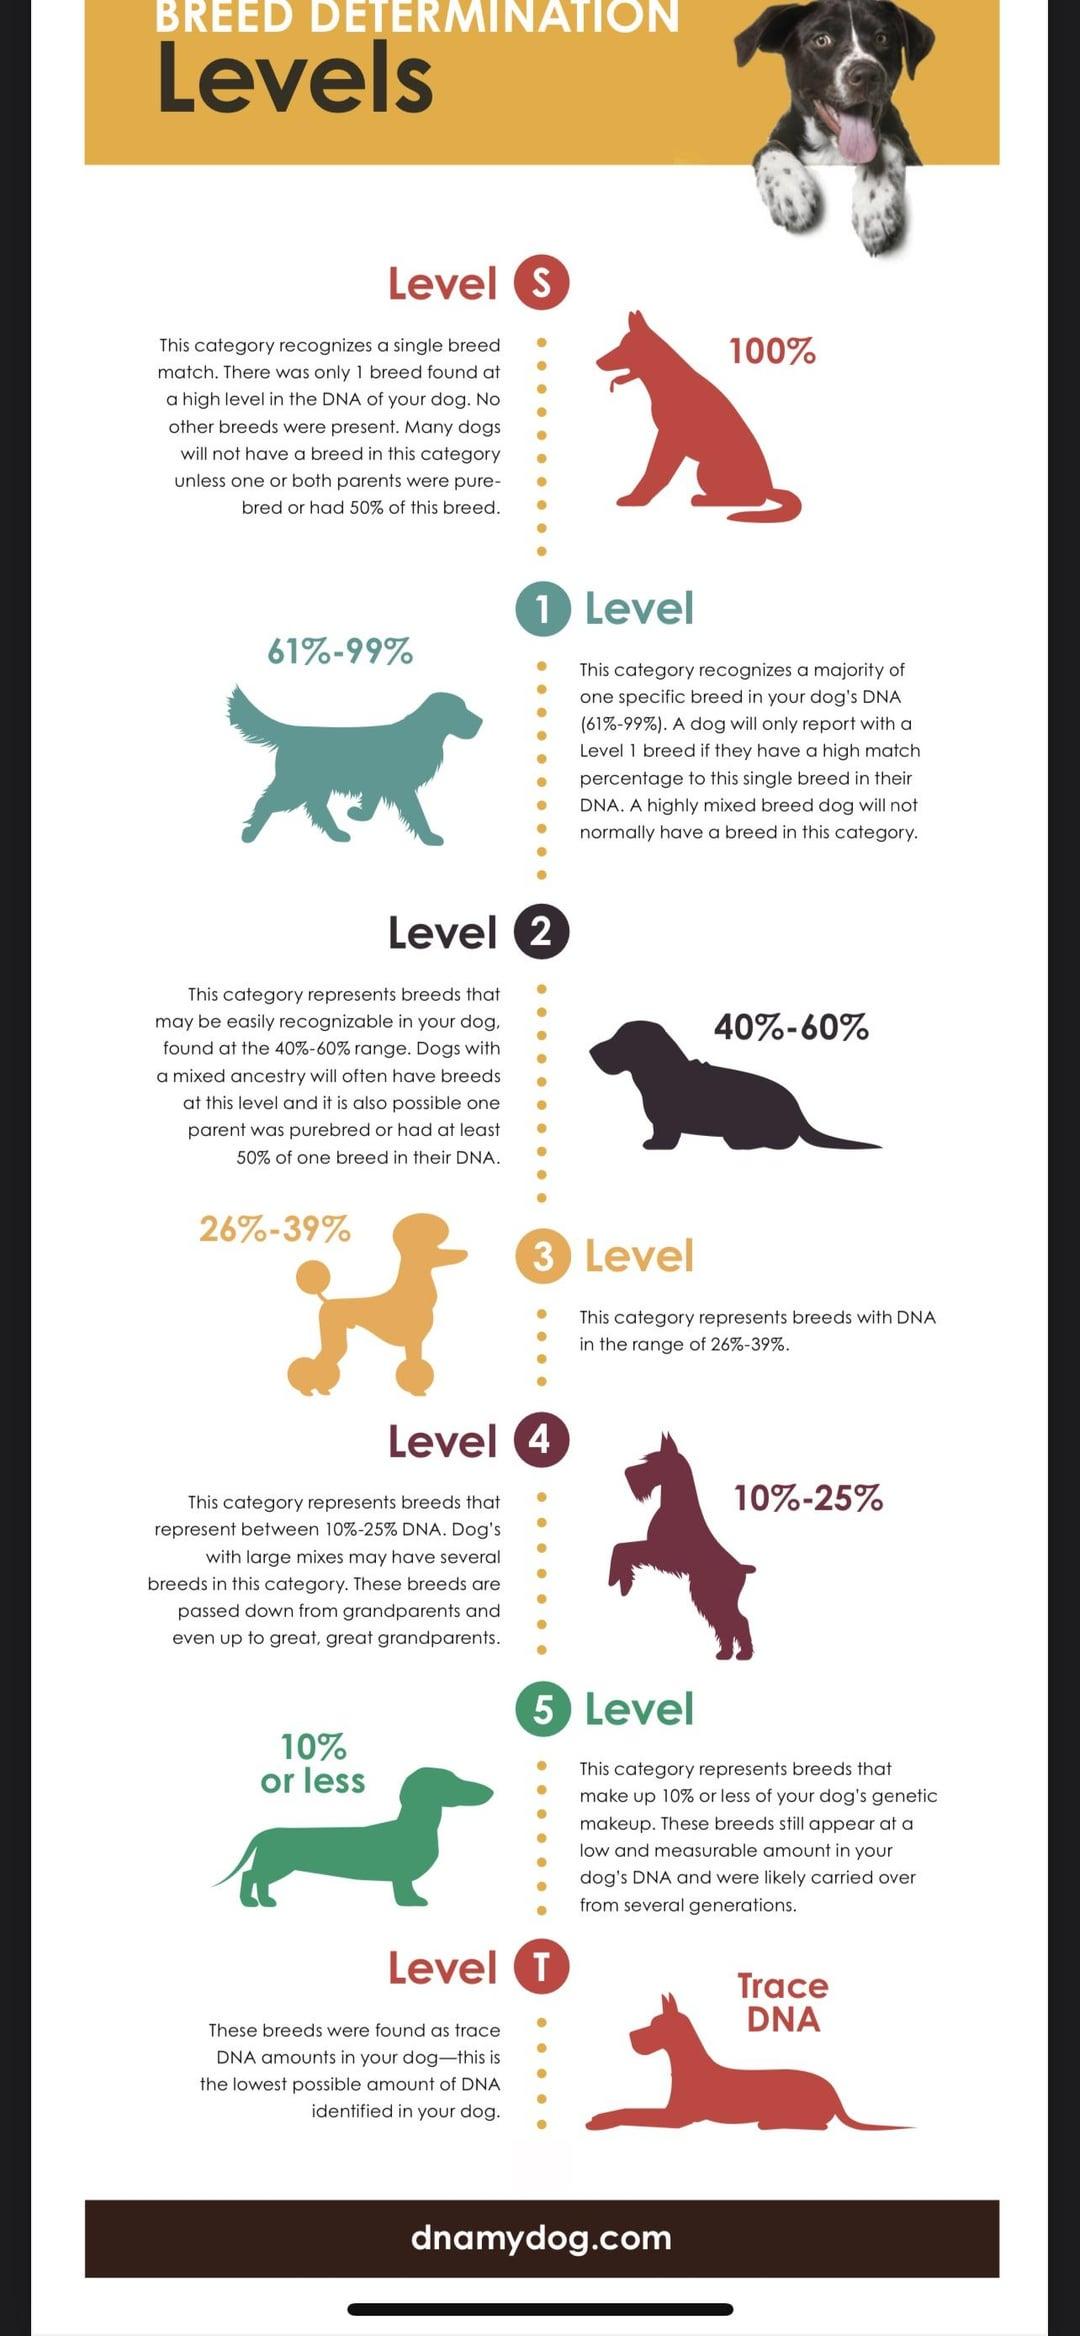 BREED DETERMINATION
Levels
Level S
100%
This category recognizes a single breed
match. There was only 1 breed found at
a high level in the DNA of your dog. No
other breeds were present. Many dogs
will not have a breed in this category
unless one or both parents were pure-
bred or had 50% of this breed.
1 Level
61%-99%
This category recognizes a majority of
one specific breed in your dog's DNA
(61%-99%). A dog will only report with a
Level 1 breed if they have a high match
percentage to this single breed in their
DNA. A highly mixed breed dog will not
normally have a breed in this category.
Level 2
40%-60%
This category represents breeds that
may be easily recognizable in your dog,
found at the 40%-60% range. Dogs with
a mixed ancestry will often have breeds
at this level and it is also possible one
parent was purebred or had at least
50% of one breed in their DNA.
26%-39%
3 Level
This category represents breeds with DNA
in the range of 26%-39%.
Level 4
10%-25%
This category represents breeds that
represent between 10%-25% DNA. Dog's
with large mixes may have several
breeds in this category. These breeds are
passed down from grandparents and
even up to great, great grandparents.
5 Level
10%
or less
This category represents breeds that
make up 10% or less of your dog's genetic
makeup. These breeds still appear at a
low and measurable amount in your
dog's DNA and were likely carried over
from several generations.
Level T
Trace
DNA
These breeds were found as trace
DNA amounts in your dog—this is
the lowest possible amount of DNA
identified in your dog.
dnamydog.com